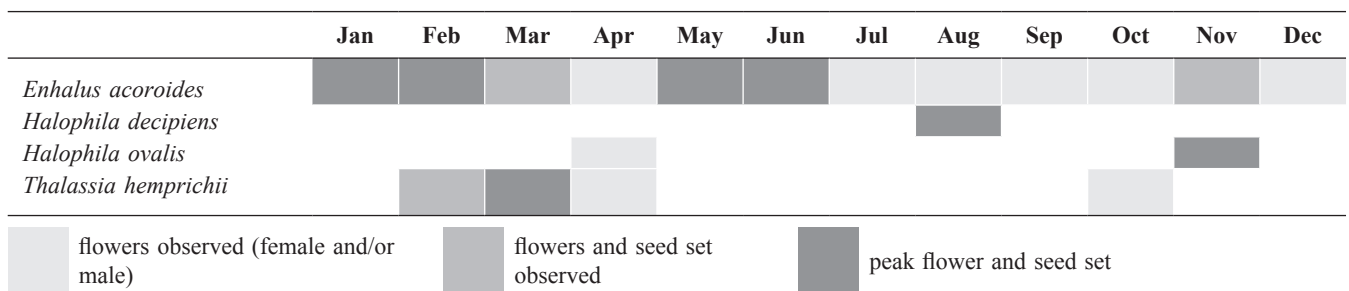 Jan Feb Mar Apr May Jun Jul Aug Sep Oct Nov Dec
Enhalus acoroides
Halophila decipiens
Halophila ovalis
Thalassia hemprichii
flowers observed (female and/or
male)
flowers and seed set
observed
peak flower and seed set